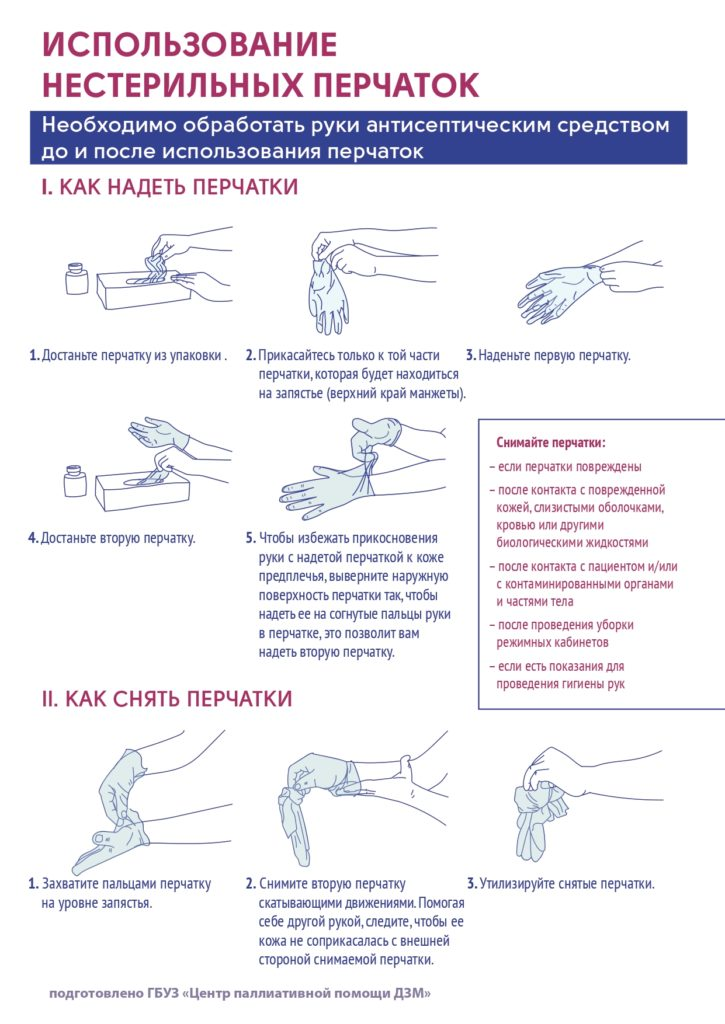 ИСПОЛЬЗОВАНИЕ
НЕСТЕРИЛЬНЫХ ПЕРЧАТОК
Необходимо обработать руки антисептическим средством
до и после использования перчаток
I. КАК НАДЕТЬ ПЕРЧАТКИ
1. Достаньте перчатку из упаковки .
2. Прикасайтесь только к той части
перчатки, которая будет находиться
на запястье (верхний край манжеты).
3. Наденьте первую перчатку.
4. Достаньте вторую перчатку.
5. Чтобы избежать прикосновения
руки с надетой перчаткой к коже
предплечья, выверните наружную
поверхность перчатки так, чтобы
надеть ее на согнутые пальцы руки
в перчатке, это позволит вам
надеть вторую перчатку.
Снимайте перчатки:
– если перчатки повреждены
– после контакта с поврежденной
кожей, слизистыми оболочками,
кровью или другими
биологическими жидкостями
– после контакта с пациентом и/или
с контаминированными органами
и частями тела
– после проведения уборки
режимных кабинетов
– если есть показания для
проведения гигиены рук
II. КАК СНЯТЬ ПЕРЧАТКИ
1. Захватите пальцами перчатку
на уровне запястья.
2. Снимите вторую перчатку
скатывающими движениями. Помогая
себе другой рукой, следите, чтобы ее
кожа не соприкасалась с внешней
стороной снимаемой перчатки.
3. Утилизируйте снятые перчатки.
подготовлено ГБУЗ «Центр паллиативной помощи ДЗМ»